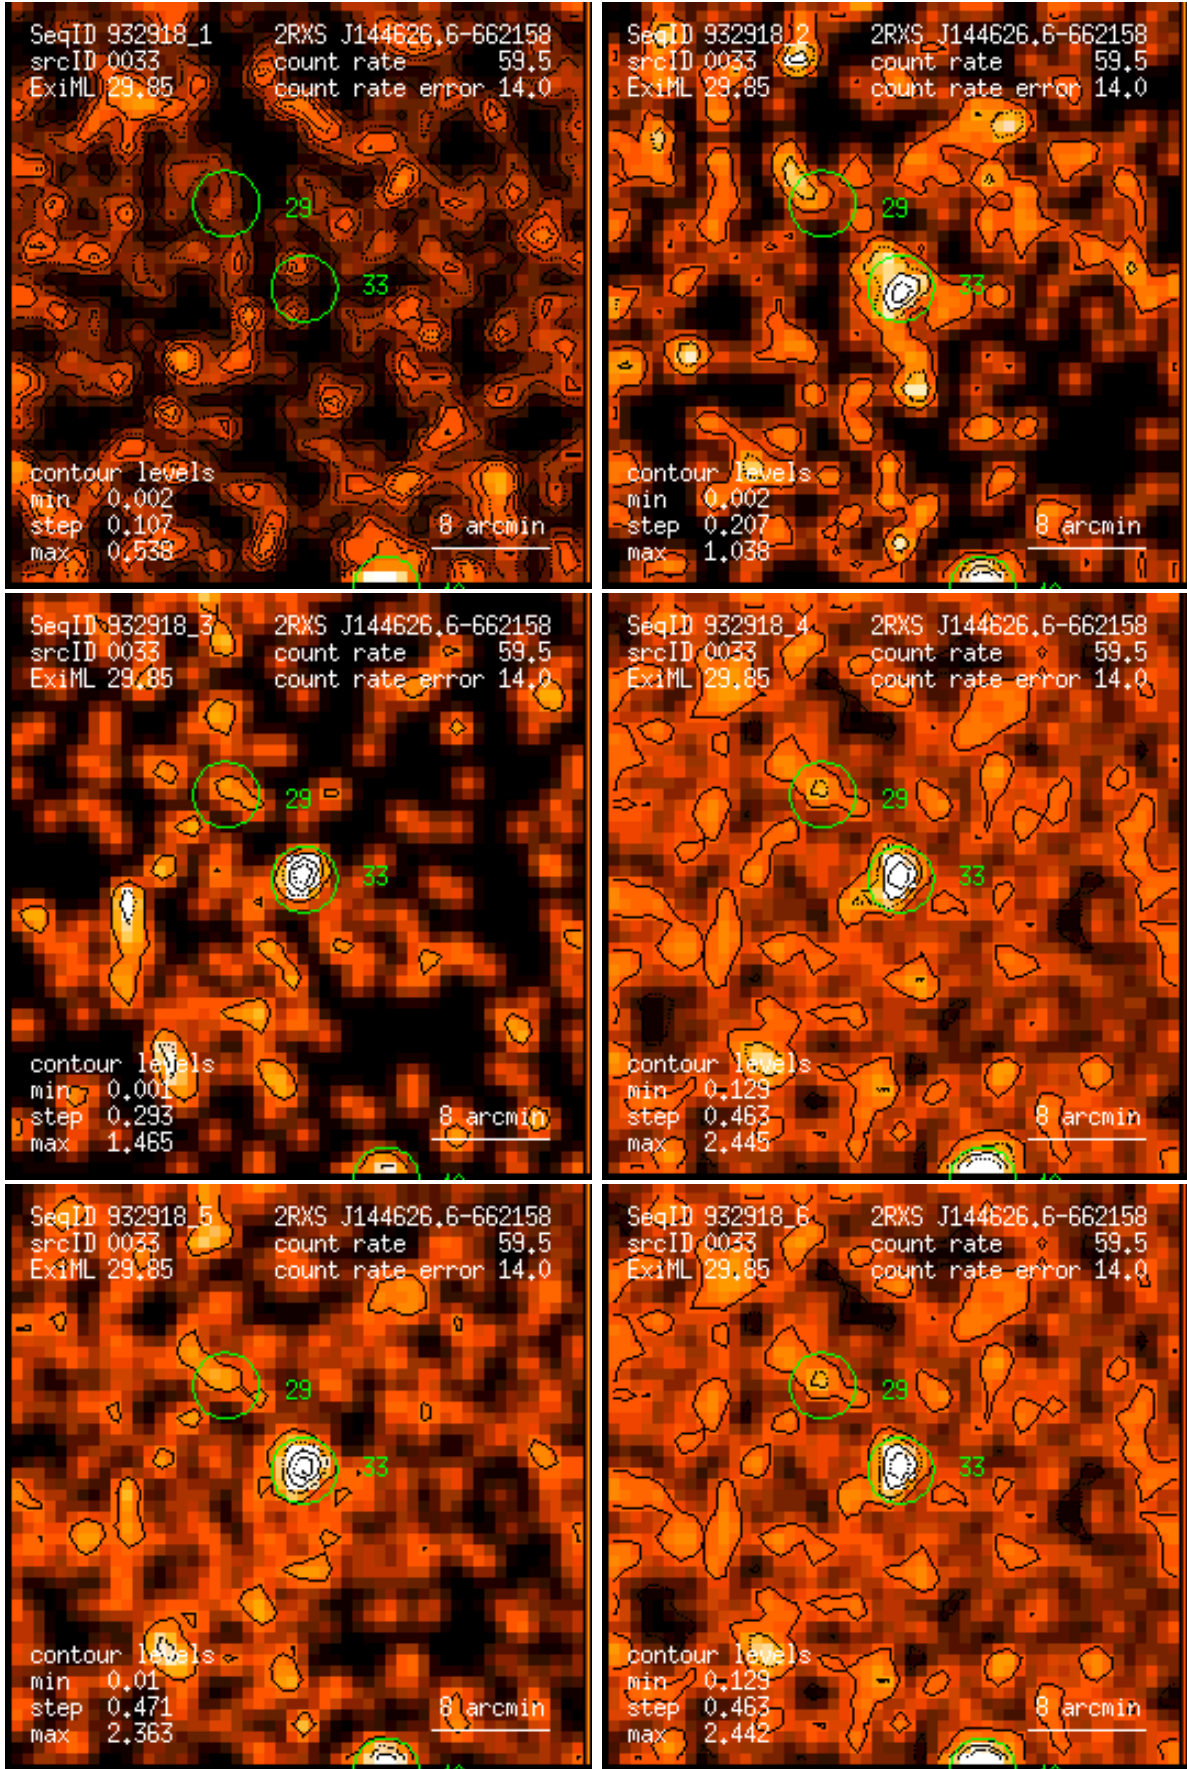 SeqID 932918_1 2RXS J144626.6-662158
srcID 0033 count rate 59.5
ExiML 29.85 count rate error 14.0
29
33
contour levels
min 0.002
step 0.107 8 arcmin
max 0.538
SeqID 932918_2 2RXS J144626.6-662158
srcID 0033 count rate 59.5
ExiML 29.85 count rate error 14.0
29
33
contour levels
min 0.002
step 0.207 8 arcmin
max 1.038
SeqID 932918_3 2RXS J144626.6-662158
srcID 0033 count rate 59.5
ExiML 29.85 count rate error 14.0
29
33
contour levels
min 0.001
step 0.293 8 arcmin
max 1.465
SeqID 932918_4 2RXS J144626.6-662158
srcID 0033 count rate 59.5
ExiML 29.85 count rate error 14.0
29
33
contour levels
min 0.129
step 0.463 8 arcmin
max 2.445
SeqID 932918_5 2RXS J144626.6-662158
srcID 0033 count rate 59.5
ExiML 29.85 count rate error 14.0
29
33
contour levels
min 0.01
step 0.471 8 arcmin
max 2.363
SeqID 932918_6 2RXS J144626.6-662158
srcID 0033 count rate 59.5
ExiML 29.85 count rate error 14.0
29
33
contour levels
min 0.129
step 0.463 8 arcmin
max 2.442